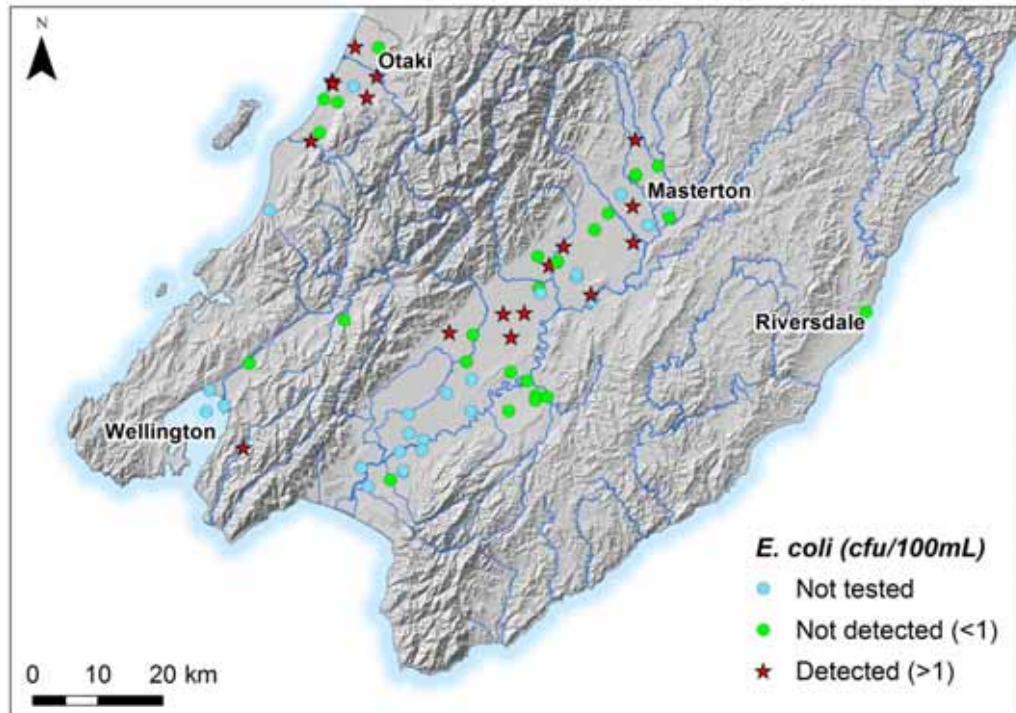 N
Otaki
Masterton
Riversdale
Wellington
E. coli (cfu/100mL)
Not tested
Not detected (<1)
Detected (>1)
0 10 20 km